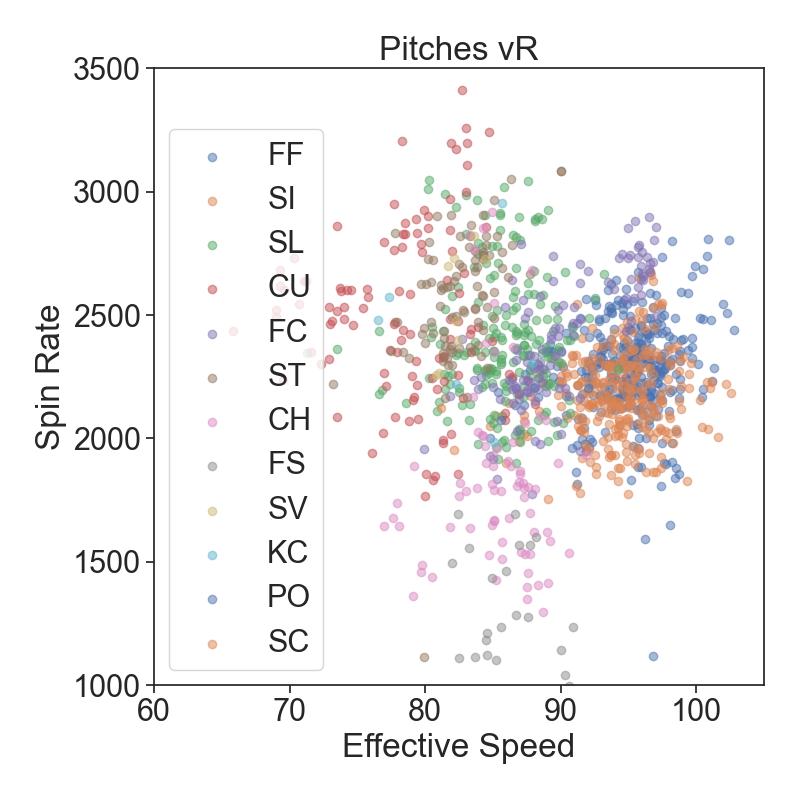 Pitches vR
3500
3000
2500
2000
1500
1000
Spin Rate
FF
SI
SL
CU
FC
ST
CH
FS
SV
KC
PO
SC
60 70 80 90 100
Effective Speed